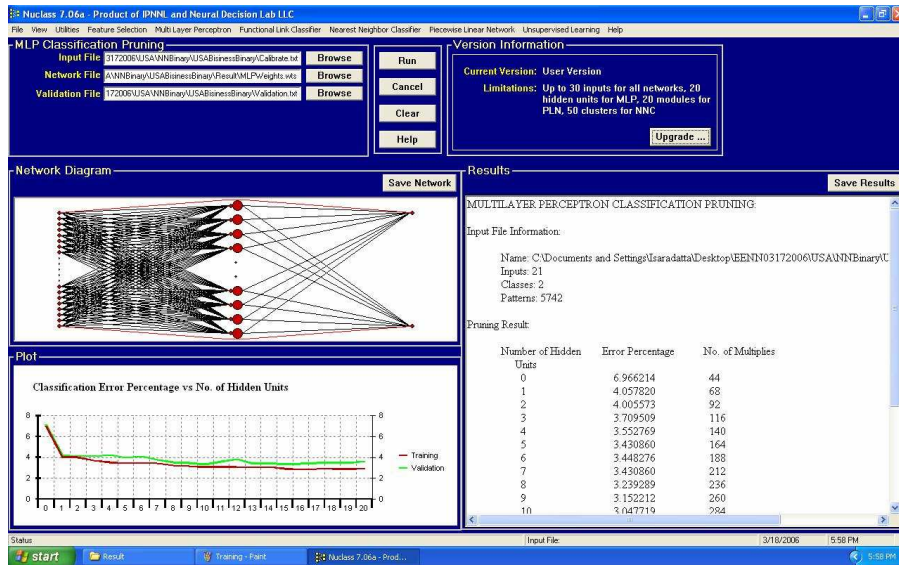 Nuclass 7.06a - Product of IPNNL and Neural Decision Lab LLC
File View Utilities Feature Selection Multi Layer Perceptron Functional Link Classifier Nearest Neighbor Classifier Piecewise Linear Network Unsupervised Learning Help
MLP Classification Pruning
Input File 3172006\USA\NNBinary\USABisinessBinary\Calibrate.txt Browse
Network File A\NNBinary\USABisinessBinary\Result\MLPWeights.wts Browse
Validation File 172006\USA\NNBinary\USABisinessBinary\Validation.txt Browse
Run
Cancel
Clear
Help
Version Information
Current Version: User Version
Limitations: Up to 30 inputs for all networks, 20
hidden units for MLP, 20 modules for
PLN, 50 clusters for NNC
Upgrade ...
Network Diagram
Save Network
Plot
Classification Error Percentage vs No. of Hidden Units
8 8
6 6
4 4
2 2
0 0
0 1 2 3 4 5 6 7 8 9 10 11 12 13 14 15 16 17 18 19 20
Training
Validation
Results
Save Results
MULTILAYER PERCEPTRON CLASSIFICATION PRUNING:
Input File Information:
Name: C:\Documents and Settings\Isaradatta\Desktop\EENN03172006\USA\NNBinary\U
Inputs: 21
Classes: 2
Patterns: 5742
Pruning Result:
Number of Hidden Error Percentage No. of Multiplies
Units
0 6.966214 44
1 4.057820 68
2 4.005573 92
3 3.709509 116
4 3.552769 140
5 3.430860 164
6 3.448276 188
7 3.430860 212
8 3.239289 236
9 3.152212 260
10 3.047719 284
Status Input File: 3/18/2006 5:58 PM
start Result Training - Paint Nuclass 7.06a - Prod... 5:58 PM